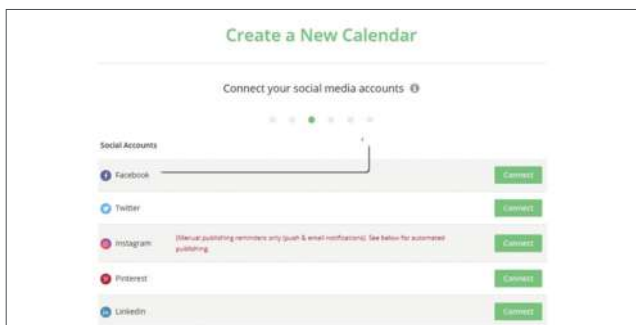 Create a New Calendar
Connect your social media accounts
Social Accounts
Facebook Connect
Twitter Connect
Instagram (Manual publishing reminders only (push & email notifications). See below for automated
publishing. Connect
Pinterest Connect
LinkedIn Connect